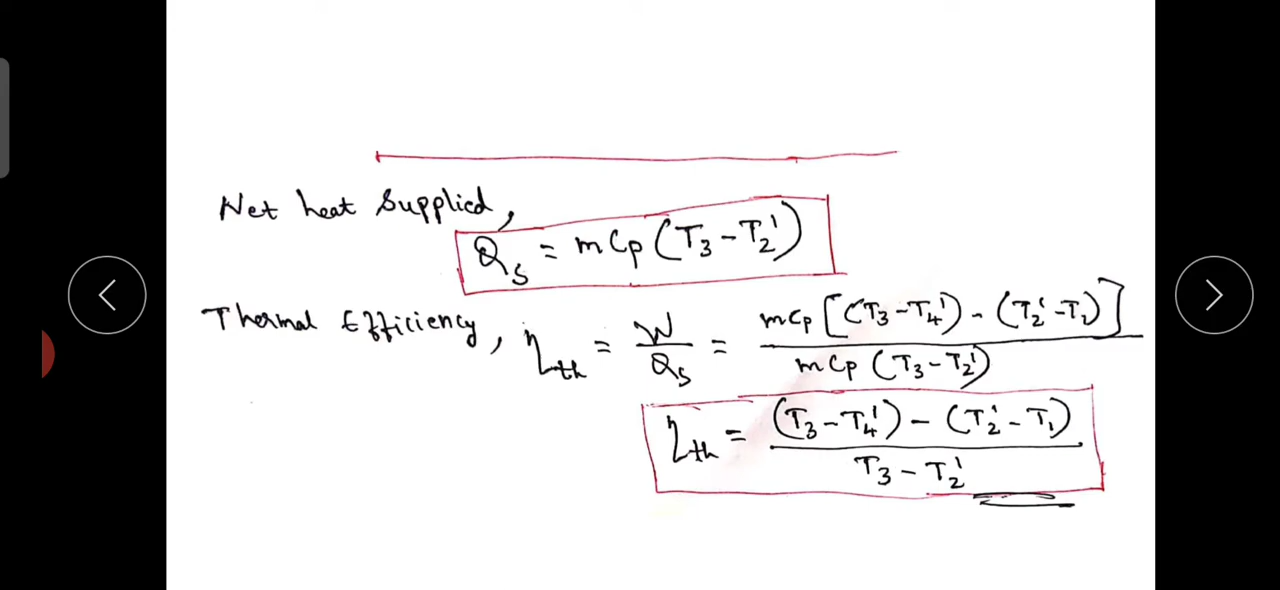 Net heat Supplied,
Qs = mCp (T3 - T2')
Thermal Efficiency, ηth = W/Qs = mCp [(T3 - T4') - (T2' - T1)] / mCp (T3 - T2')
ηth = (T3 - T4') - (T2' - T1) / T3 - T2'